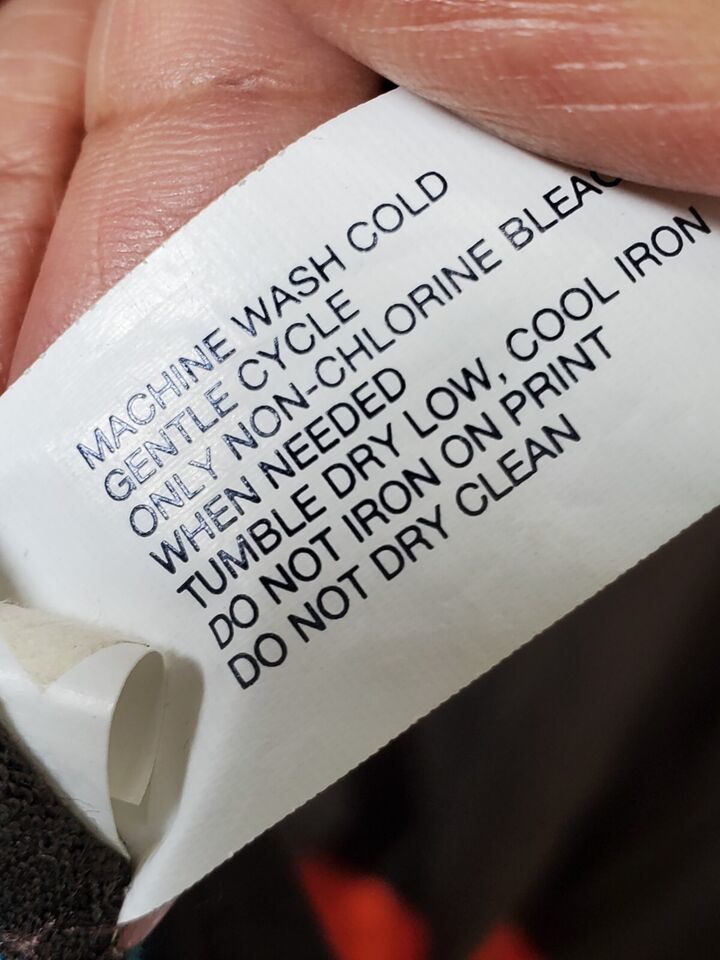 MACHINE WASH COLD
GENTLE CYCLE
ONLY NON-CHLORINE BLEAC
WHEN NEEDED
TUMBLE DRY LOW, COOL IRON
DO NOT IRON ON PRINT
DO NOT DRY CLEAN